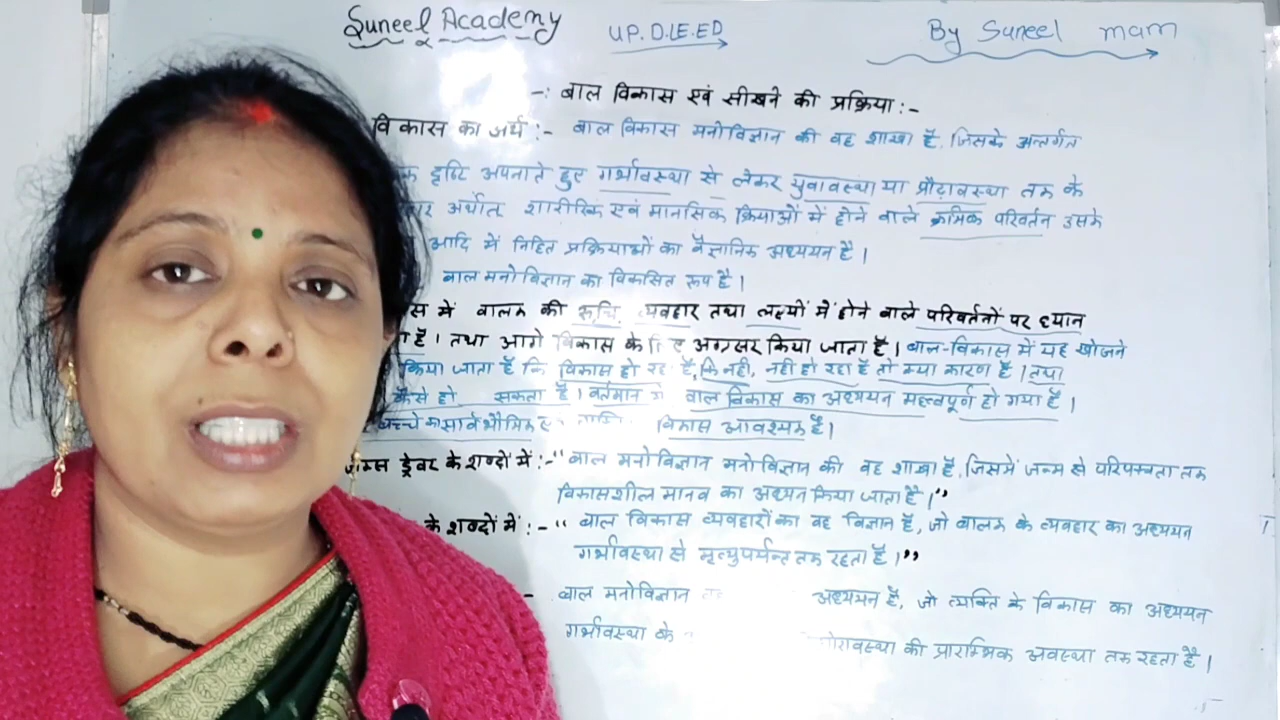 Suneel Academy UP. D.LE.ED By Suneel mam
-: बाल विकास एवं सीखने की प्रक्रिया :-
विकास का अर्थ :- बाल विकास मनोविज्ञान की वह शाखा है, जिसके अन्तर्गत
दृष्टि अपनाते हुए गर्भावस्था से लेकर युवावस्था या प्रौढ़ावस्था तक के
अर्थात शारीरिक एवं मानसिक क्रियाओं में होने वाले क्रमिक परिवर्तन उसके
आदि में निहित प्रक्रियाओं का वैज्ञानिक अध्ययन है।
बाल मनोविज्ञान का विकसित रूप है।
में बालक की रूचि, व्यवहार तथा लक्ष्यों में होने वाले परिवर्तनों पर ध्यान
है। तथा आगे विकास के अग्रसर किया जाता है। बाल-विकास में यह खोजने
किया जाता है कि विकास हो रहा है, कि नही, नही हो रहा है तो क्या कारण है। तथा
कैसे हो सकता है। वर्तमान बाल विकास का अध्ययन महत्वपूर्ण हो गया है।
विकास आवश्यक है।
ड्रेवर के शब्दों में :- "बाल मनोविज्ञान मनोविज्ञान की वह शाखा है, जिसमें जन्म से परिपक्वता तक
विकासशील मानव का अध्यन किया जाता है।"
के शब्दों में :- " बाल विकास व्यवहारों का वह विज्ञान है, जो बालक के व्यवहार का अध्ययन
गर्भावस्था से मृत्युपर्यन्त तक रहता है।"
- बाल मनोविज्ञान अध्ययन है, जो व्यक्ति के विकास का अध्ययन
गर्भावस्था के की प्रारम्भिक अवस्था तक रहता है।